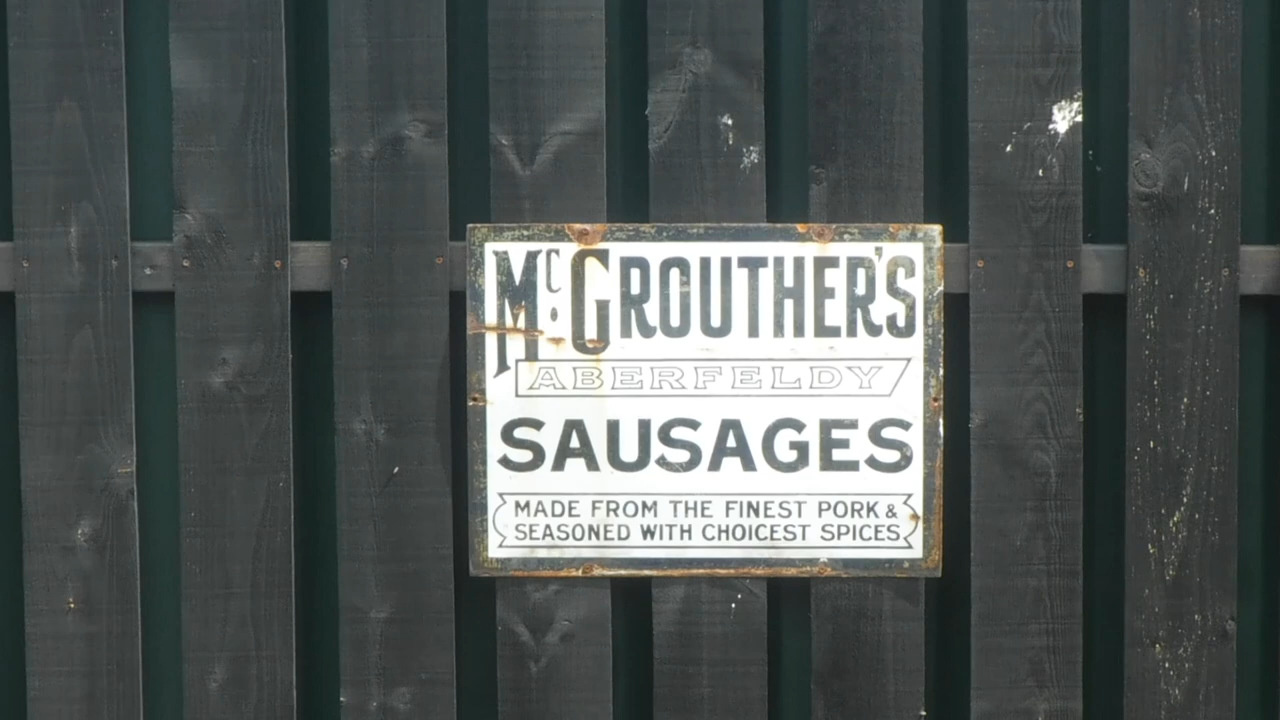 McGROUTHER'S
ABERFELDY
SAUSAGES
MADE FROM THE FINEST PORK &
SEASONED WITH CHOICEST SPICES